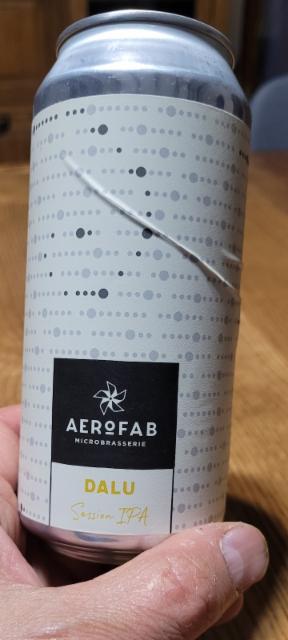 AEROFAB
MICROBRASSERIE
DALU
Session IPA